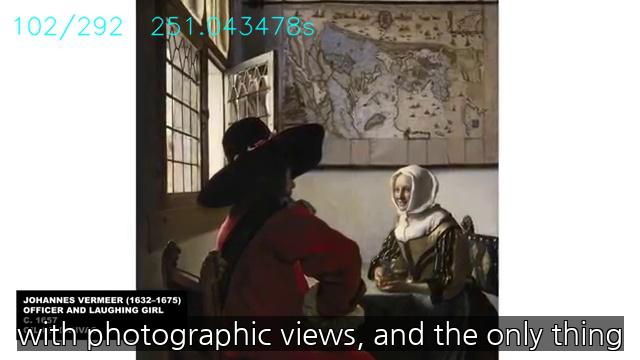 102/292 251.043478s
JOHANNES VERMEER (1632–1675)
OFFICER AND LAUGHING GIRL
C. 1657
with photographic views, and the only thing